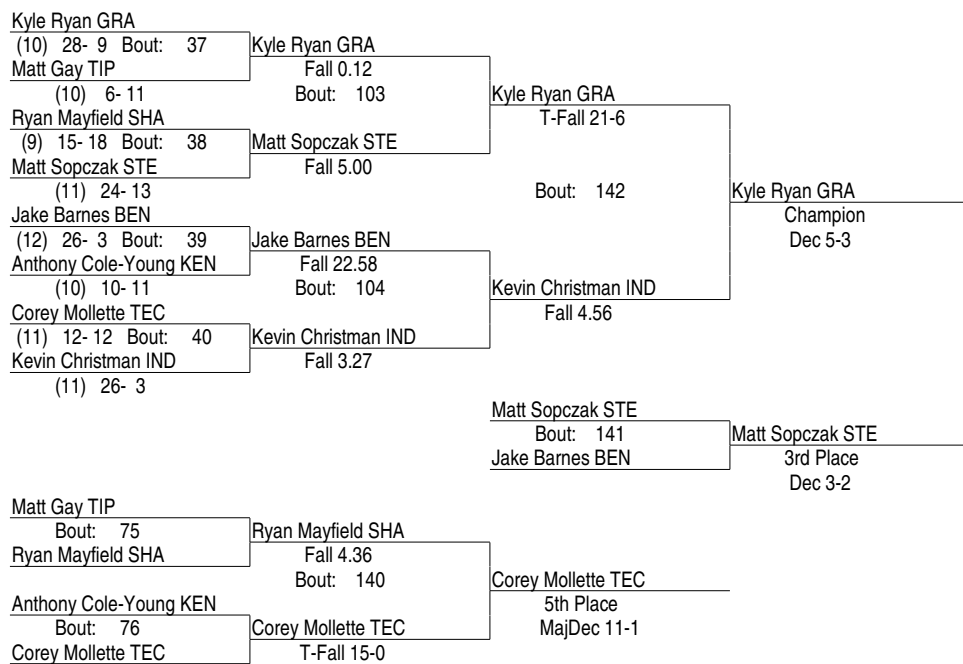 Kyle Ryan GRA
(10) 28- 9 Bout: 37
Matt Gay TIP
(10) 6- 11
Ryan Mayfield SHA
(9) 15- 18 Bout: 38
Matt Sopczak STE
(11) 24- 13
Jake Barnes BEN
(12) 26- 3 Bout: 39
Anthony Cole-Young KEN
(10) 10- 11
Corey Mollette TEC
(11) 12- 12 Bout: 40
Kevin Christman IND
(11) 26- 3
Kyle Ryan GRA
Fall 0.12
Bout: 103
Matt Sopczak STE
Fall 5.00
Jake Barnes BEN
Fall 22.58
Bout: 104
Kevin Christman IND
Fall 3.27
Kyle Ryan GRA
T-Fall 21-6
Bout: 142
Kevin Christman IND
Fall 4.56
Kyle Ryan GRA
Champion
Dec 5-3
Matt Sopczak STE
Bout: 141
Jake Barnes BEN
Matt Sopczak STE
3rd Place
Dec 3-2
Matt Gay TIP
Bout: 75
Ryan Mayfield SHA
Anthony Cole-Young KEN
Bout: 76
Corey Mollette TEC
Ryan Mayfield SHA
Fall 4.36
Bout: 140
Corey Mollette TEC
T-Fall 15-0
Corey Mollette TEC
5th Place
MajDec 11-1